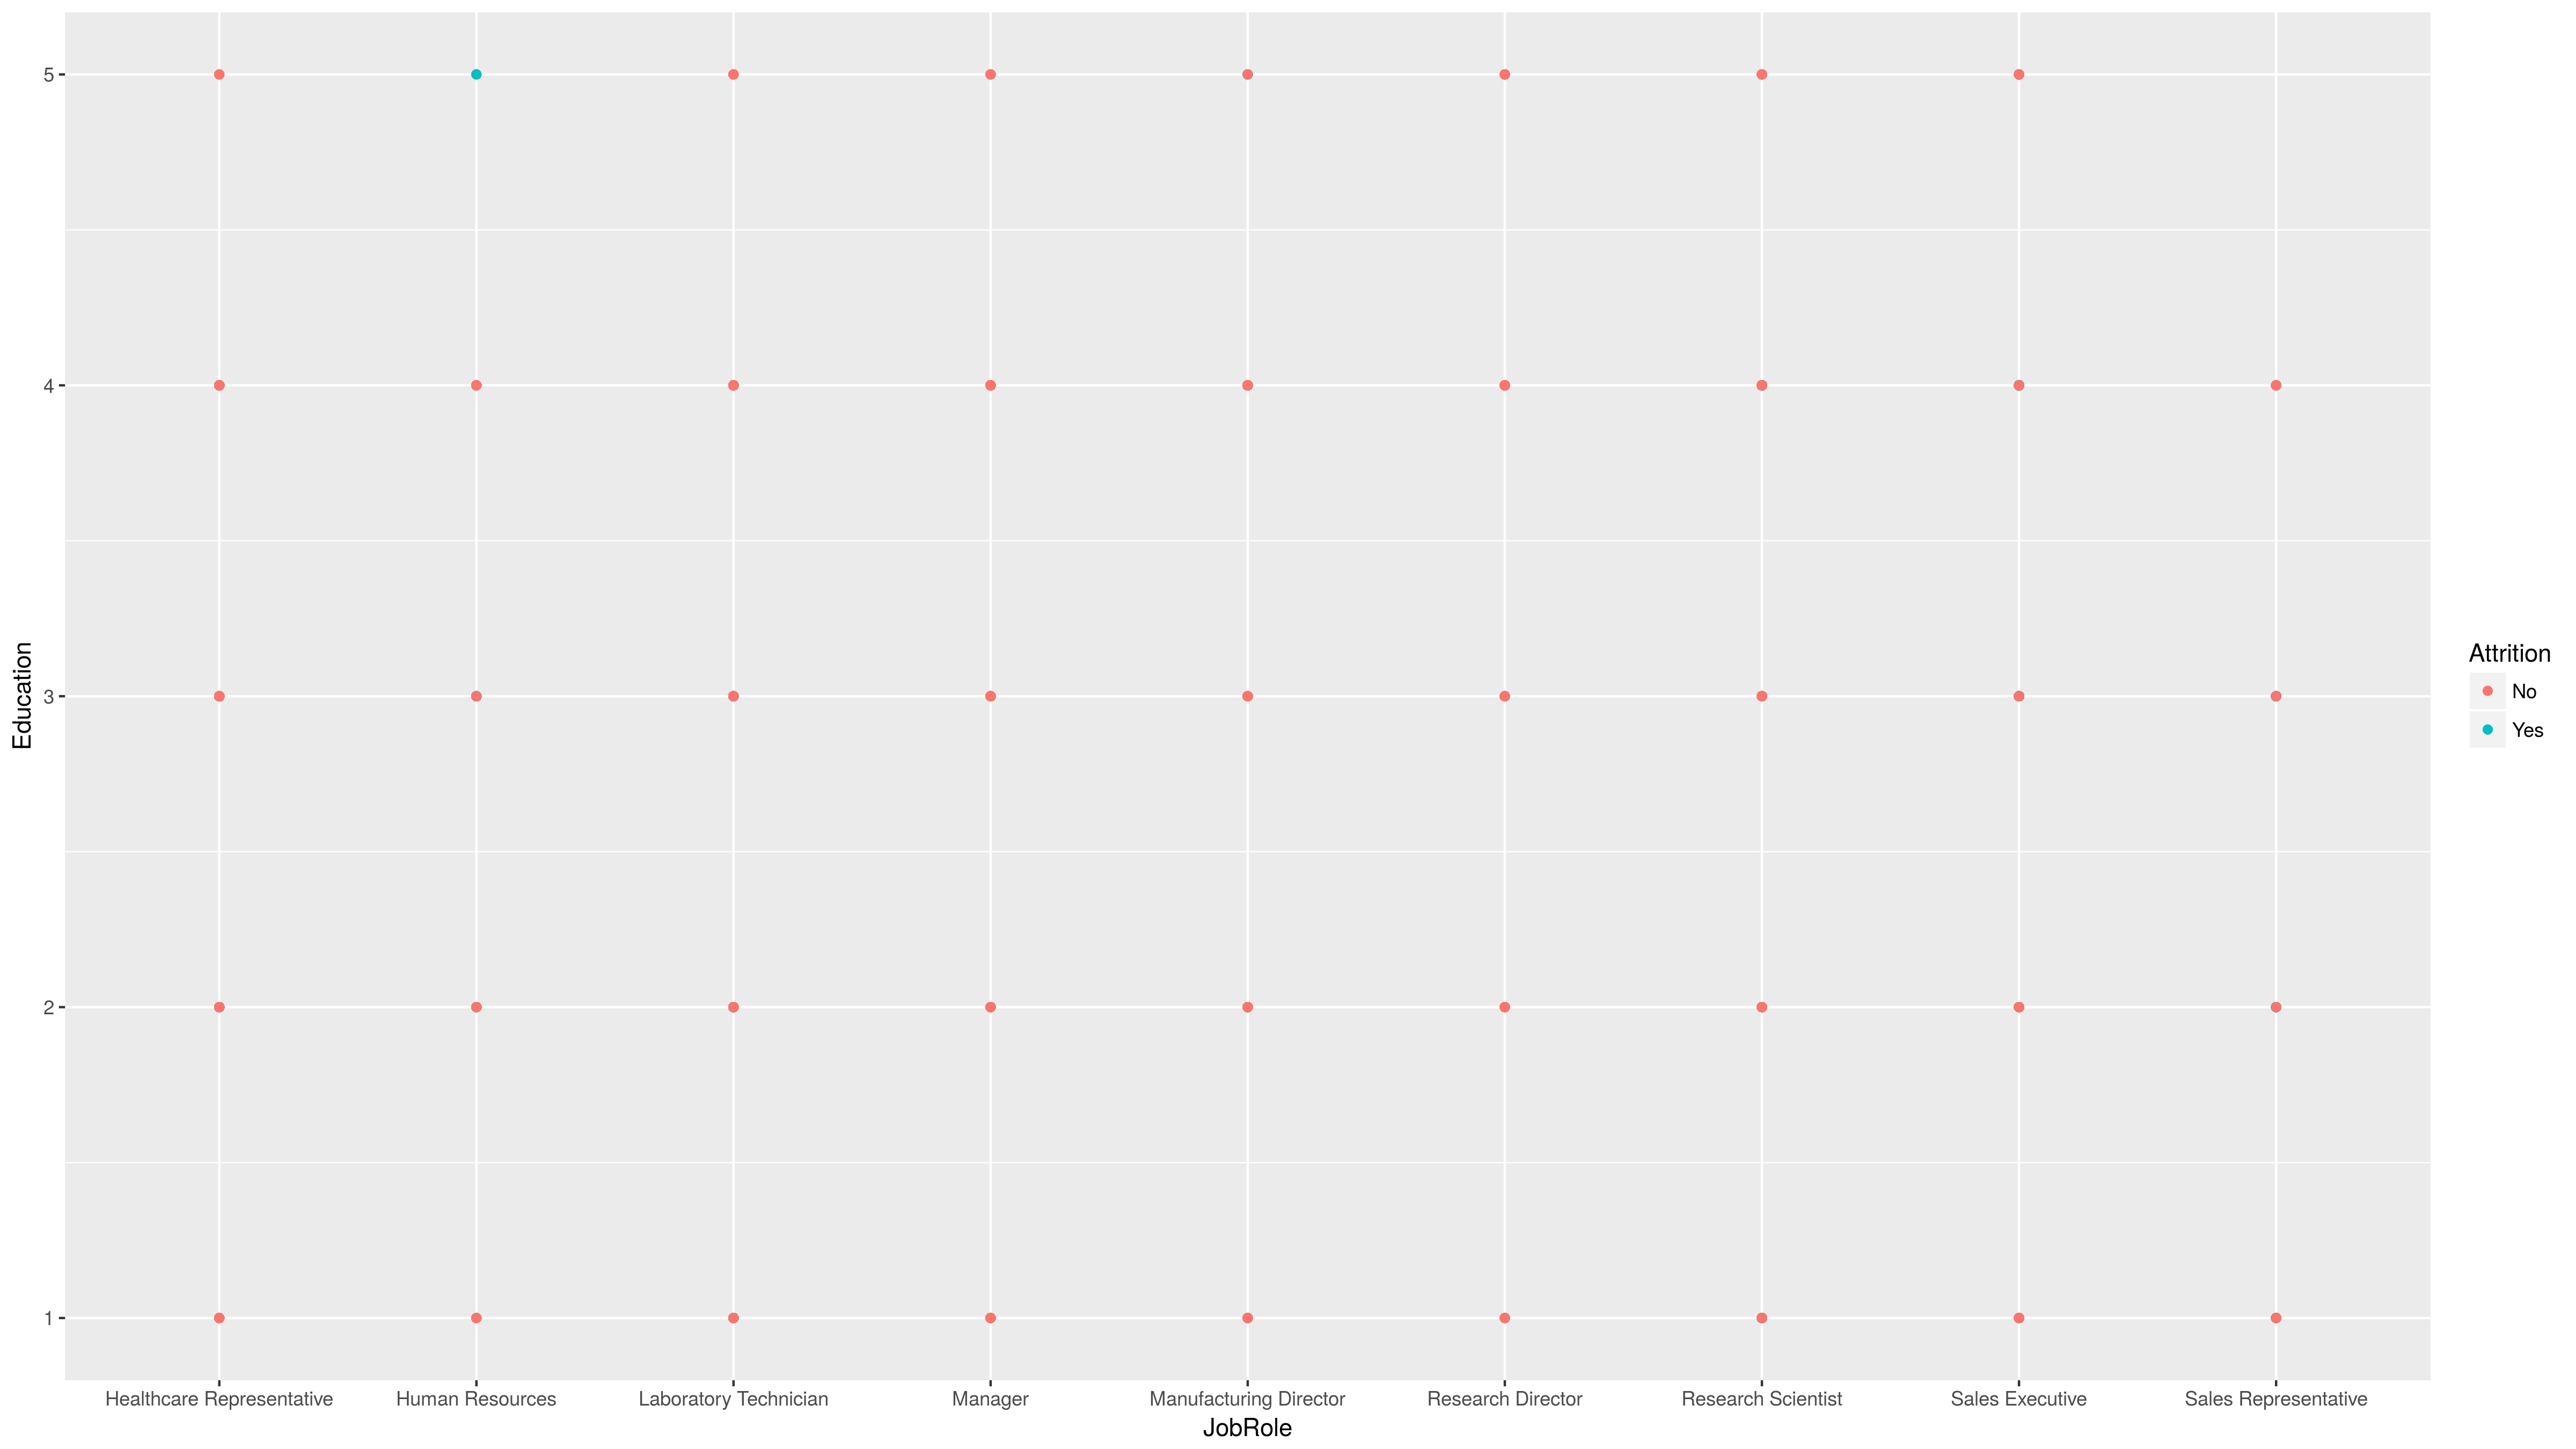 5
4
3
2
1
Education
Healthcare Representative
Human Resources
Laboratory Technician
Manager
Manufacturing Director
Research Director
Research Scientist
Sales Executive
Sales Representative
JobRole
Attrition
No
Yes